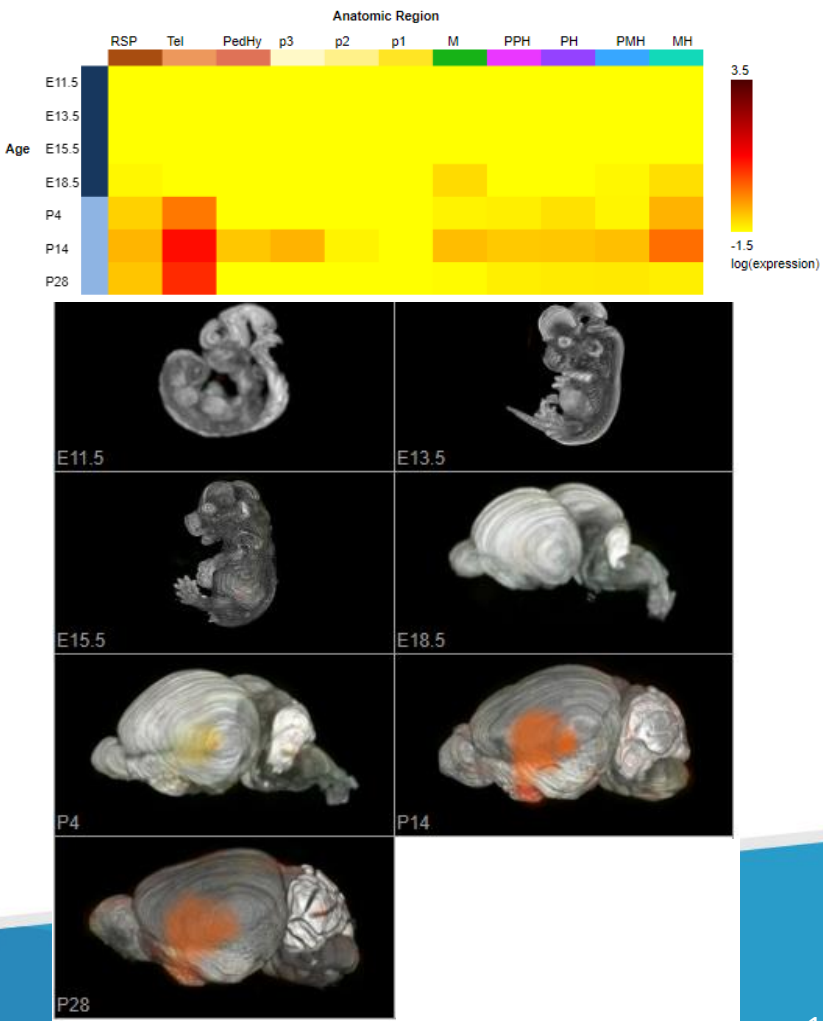 Anatomic Region
RSP Tel PedHy p3 p2 p1 M PPH PH PMH MH
3.5
E11.5
E13.5
Age E15.5
E18.5
P4
P14
-1.5
log(expression)
P28
E11.5 E13.5
E15.5 E18.5
P4 P14
P28